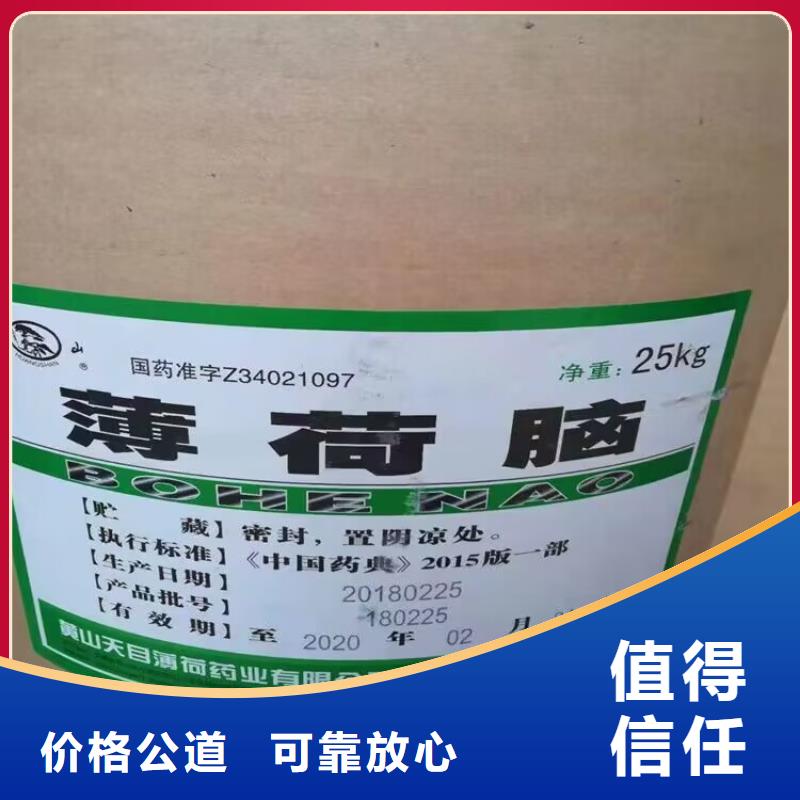 山®
HUANGSHAN
国药准字Z34021097
净重：25kg
薄荷脑
BOHE NAO
【贮 藏】密封，置阴凉处。
【执行标准】《中国药典》2015版一部
【生产日期】 20180225
【产品批号】 180225
【有效期】至 2020 年 02 月
黄山天目薄荷药业有限公
值得
信任
价格公道 可靠放心